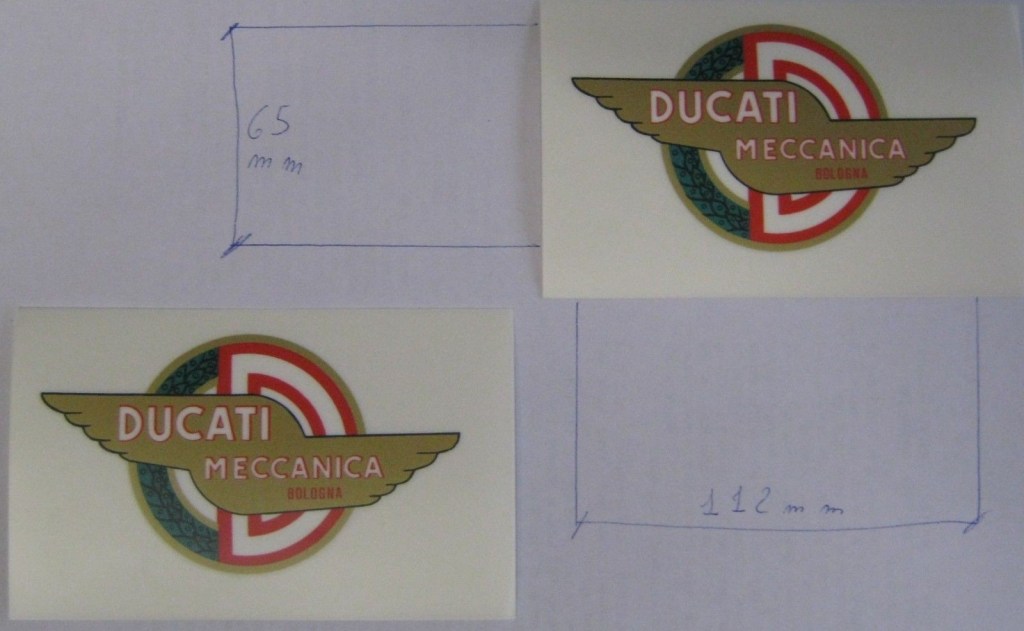 65
mm
DUCATI
MECCANICA
BOLOGNA
DUCATI
MECCANICA
BOLOGNA
112 mm